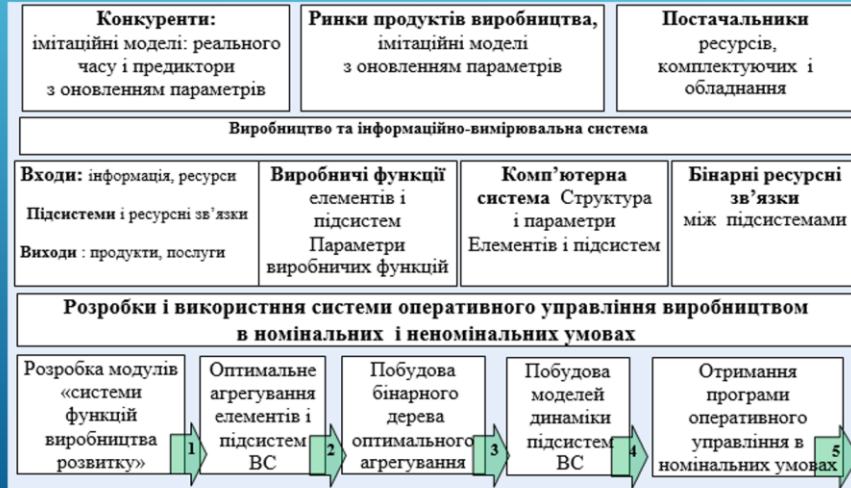 Конкуренти:
імітаційні моделі: реального
часу і предиктори
з оновленням параметрів
Ринки продуктів виробництва,
імітаційні моделі
з оновленням параметрів
Постачальники
ресурсів,
комплектуючих і
обладнання
Виробництво та інформаційно-вимірювальна система
Входи: інформація, ресурси
Підсистеми і ресурсні зв’язки
Виходи : продукти, послуги
Виробничі функції
елементів і
підсистем
Параметри
виробничих функцій
Комп’ютерна
система Структура
і параметри
Елементів і підсистем
Бінарні ресурсні
зв’язки
між підсистемами
Розробки і використння системи оперативного управління виробництвом
в номінальних і неномінальних умовах
Розробка модулів
«системи
функцій
виробництва
розвитку»
1
Оптимальне
агрегування
елементів і
підсистем
ВС
2
Побудова
бінарного
дерева
оптимального
агрегування
3
Побудова
моделей
динаміки
підсистем
ВС
4
Отримання
програми
оперативного
управління в
номінальних умовах
5